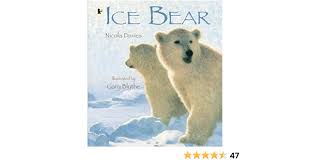 ICE BEAR
Nicola Davies
illustrated by
Gary Blythe
47